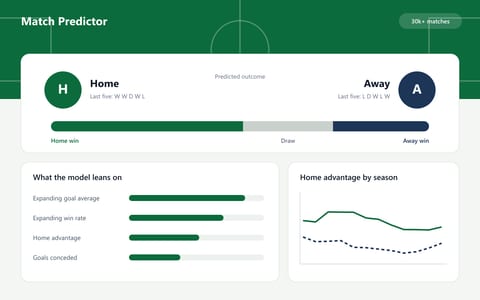 Match Predictor
30k+ matches
H
Home
Last five: W W D W L
Predicted outcome
Away
Last five: L D W L W
A
Home win
Draw
Away win
What the model leans on
Expanding goal average
Expanding win rate
Home advantage
Goals conceded
Home advantage by season